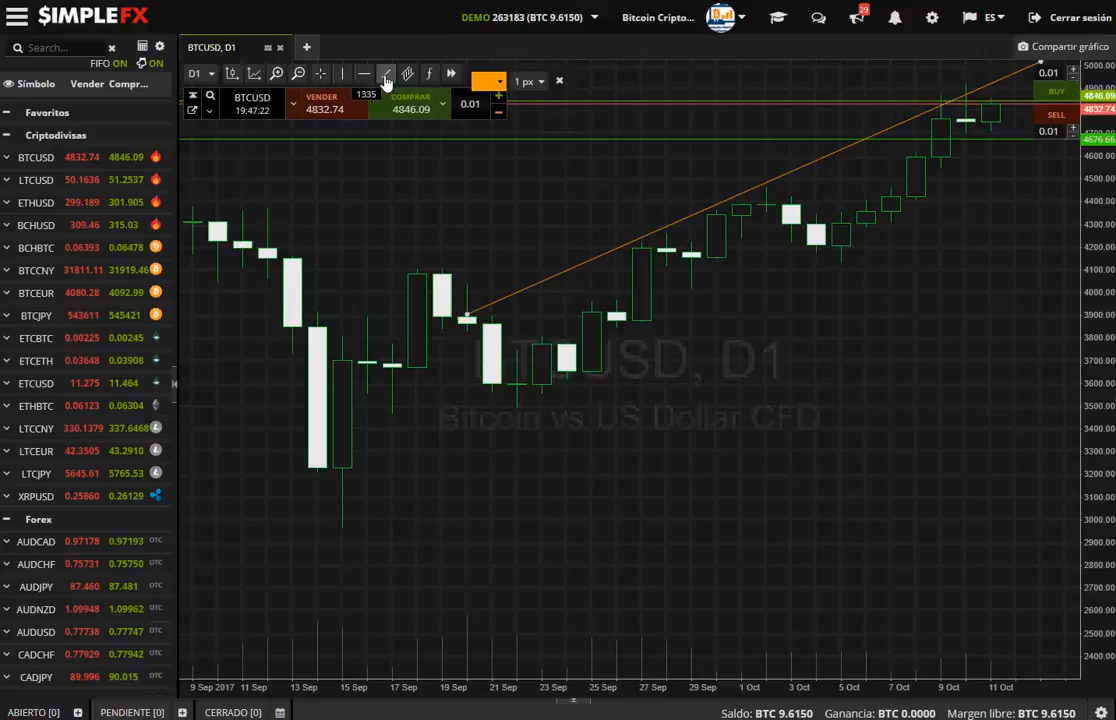 $IMPLEFX
DEMO 263183 (BTC 9.6150)
Bitcoin Cripto...
29
ES
Cerrar sesión
Search...
FIFO ON ON
BTCUSD, D1
Compartir gráfico
Símbolo Vender Compr...
D1
1 px
1335
BTCUSD
19:47:22
VENDER
4832.74
COMPRAR
4846.09
0.01
0.01
BUY
SELL
0.01
Favoritos
Criptodivisas
BTCUSD 4832.74 4846.09
LTCUSD 50.1636 51.2537
ETHUSD 299.189 301.905
BCHUSD 309.46 315.03
BCHBTC 0.06393 0.06478
BTCCNY 31811.11 31919.46
BTCEUR 4080.28 4092.99
BTCJPY 543611 545421
ETCBTC 0.00225 0.00245
ETCETH 0.03648 0.03908
ETCUSD 11.275 11.464
ETHBTC 0.06123 0.06304
LTCCNY 330.1379 337.6468
LTCEUR 42.3505 43.2910
LTCJPY 5645.61 5765.53
XRPUSD 0.25860 0.26129
Forex
AUDCAD 0.97178 0.97193 OTC
AUDCHF 0.75731 0.75750 OTC
AUDJPY 87.460 87.481 OTC
AUDNZD 1.09948 1.09962 OTC
AUDUSD 0.77738 0.77747 OTC
CADCHF 0.77929 0.77942 OTC
CADJPY 89.996 90.015 OTC
BTCUSD, D1
Bitcoin vs US Dollar CFD
5000.00
4846.09
4832.74
4700.00
4676.66
4600.00
4500.00
4400.00
4300.00
4200.00
4100.00
4000.00
3900.00
3800.00
3700.00
3600.00
3500.00
3400.00
3300.00
3200.00
3100.00
3000.00
2900.00
2800.00
2700.00
2600.00
2500.00
2400.00
9 Sep 2017 11 Sep 13 Sep 15 Sep 17 Sep 19 Sep 21 Sep 23 Sep 25 Sep 27 Sep 29 Sep 1 Oct 3 Oct 5 Oct 7 Oct 9 Oct 11 Oct
ABIERTO [0] PENDIENTE [0] CERRADO [0]
Saldo: BTC 9.6150 Ganancia: BTC 0.0000 Margen libre: BTC 9.6150